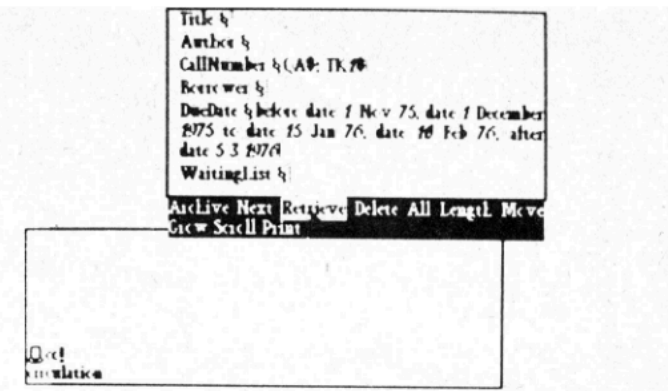 Title
Author
CallNumber
Borrower
DueDate before date 1 Nov 75, date 1 December
1975 to date 15 Jan 76, date 10 Feb 76, after
date 5 3 1976
WaitingList
Archive Next Retrieve Delete All Length Move
Grow Scroll Print